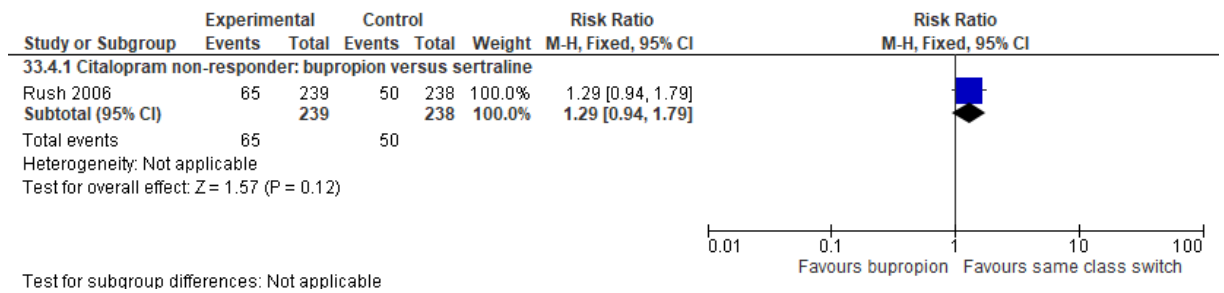 Experimental Control Risk Ratio Risk Ratio
Study or Subgroup Events Total Events Total Weight M-H, Fixed, 95% CI M-H, Fixed, 95% CI
33.4.1 Citalopram non-responder: bupropion versus sertraline
Rush 2006 65 239 50 238 100.0% 1.29 [0.94, 1.79]
Subtotal (95% CI) 239 238 100.0% 1.29 [0.94, 1.79]
Total events 65 50
Heterogeneity: Not applicable
Test for overall effect: Z = 1.57 (P = 0.12)
0.01 0.1 1 10 100
Favours bupropion Favours same class switch
Test for subgroup differences: Not applicable